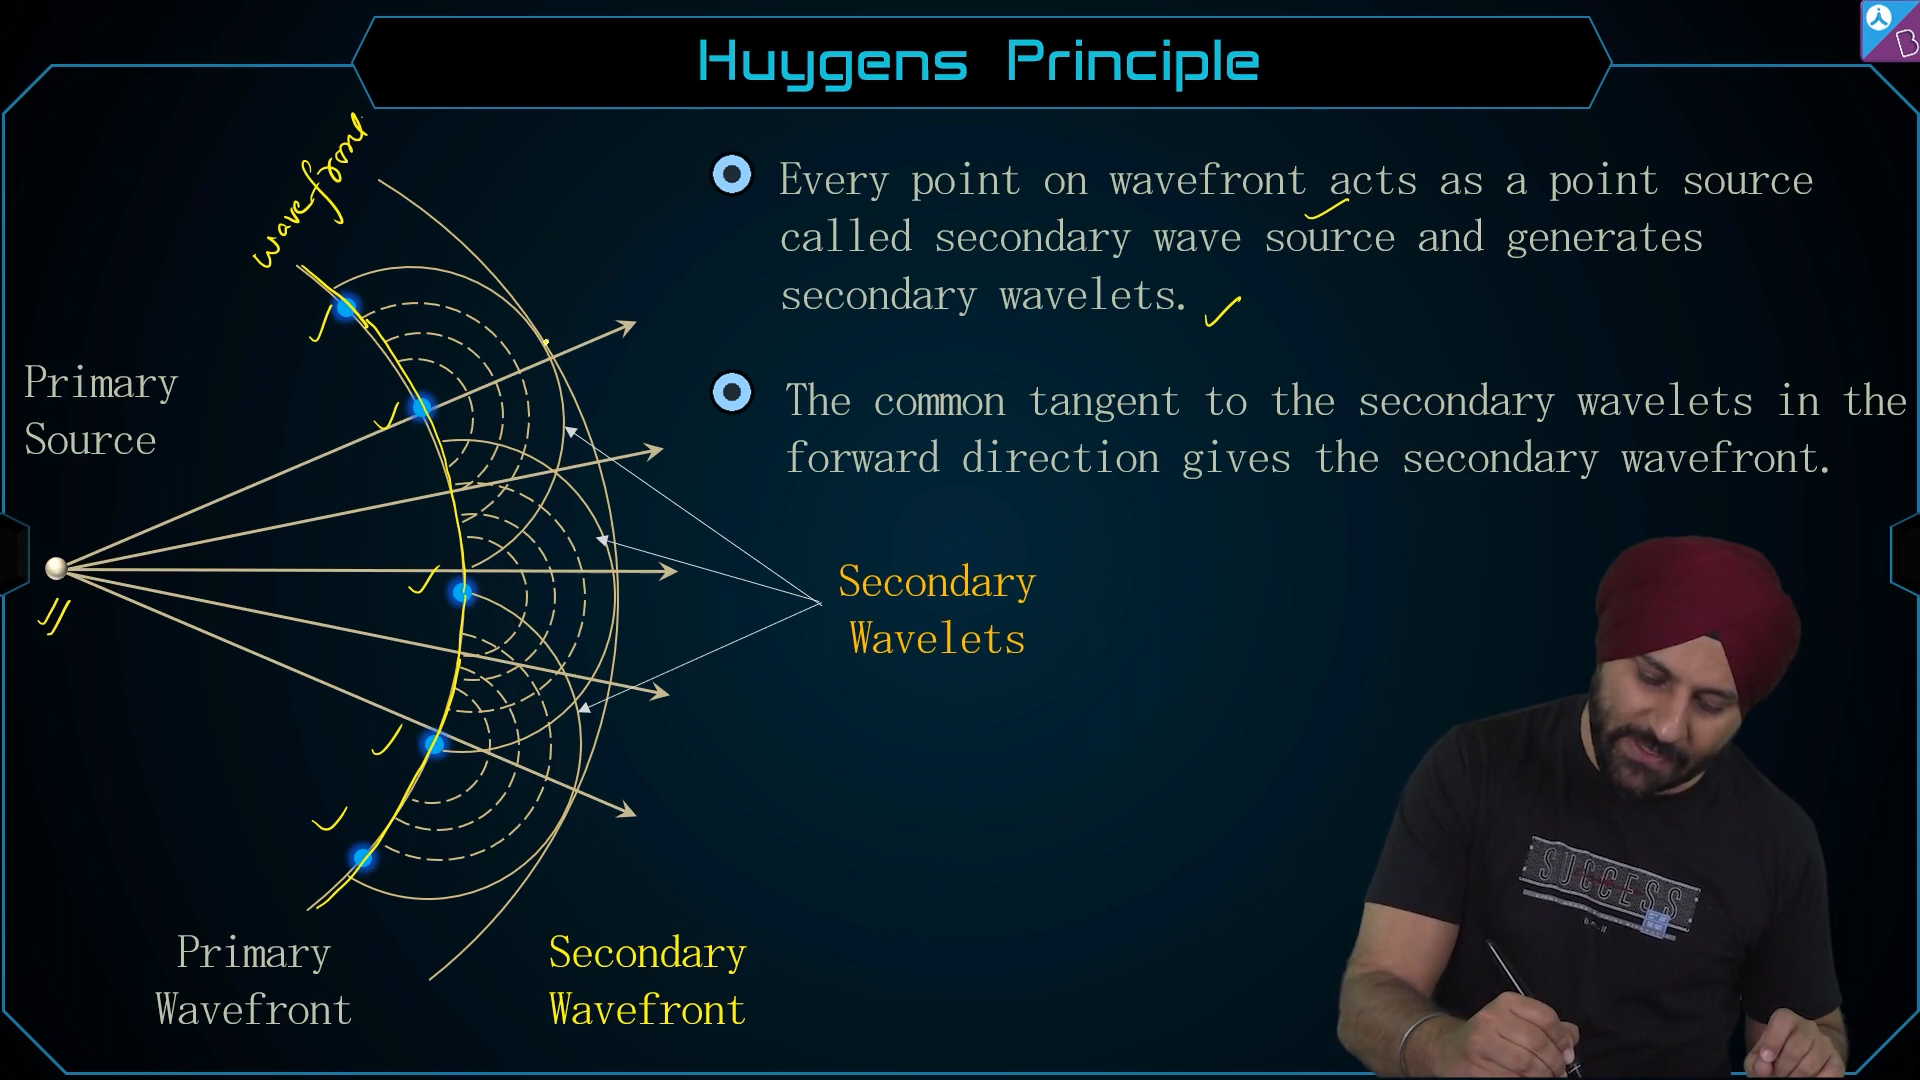 Huygens Principle
B
wavefront
Every point on wavefront acts as a point source
called secondary wave source and generates
secondary wavelets.
Primary
Source
The common tangent to the secondary wavelets in the
forward direction gives the secondary wavefront.
Secondary
Wavelets
SUCCESS
Primary
Wavefront
Secondary
Wavefront